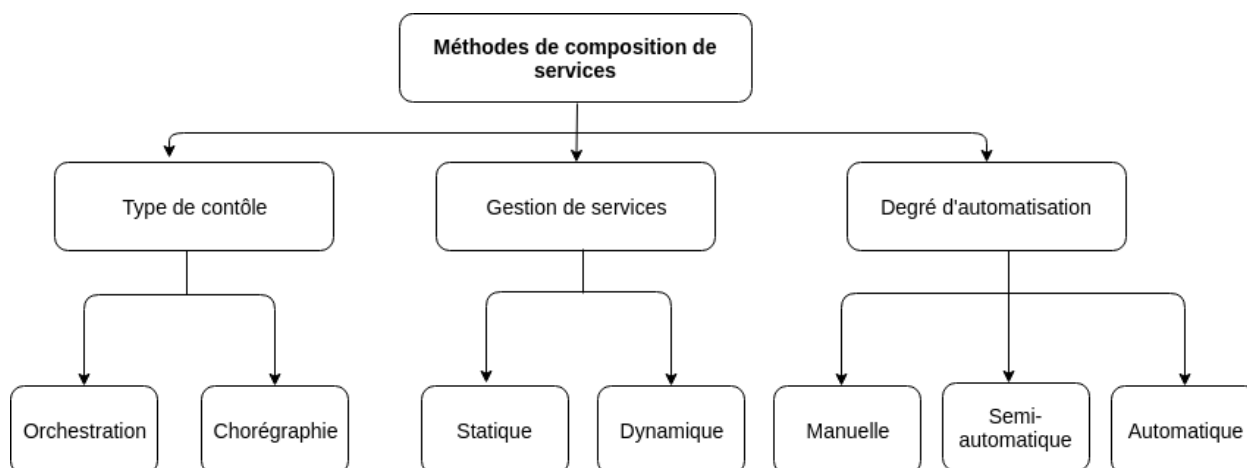 Méthodes de composition de
services
Type de contôle
Gestion de services
Degré d'automatisation
Orchestration
Chorégraphie
Statique
Dynamique
Manuelle
Semi-
automatique
Automatique